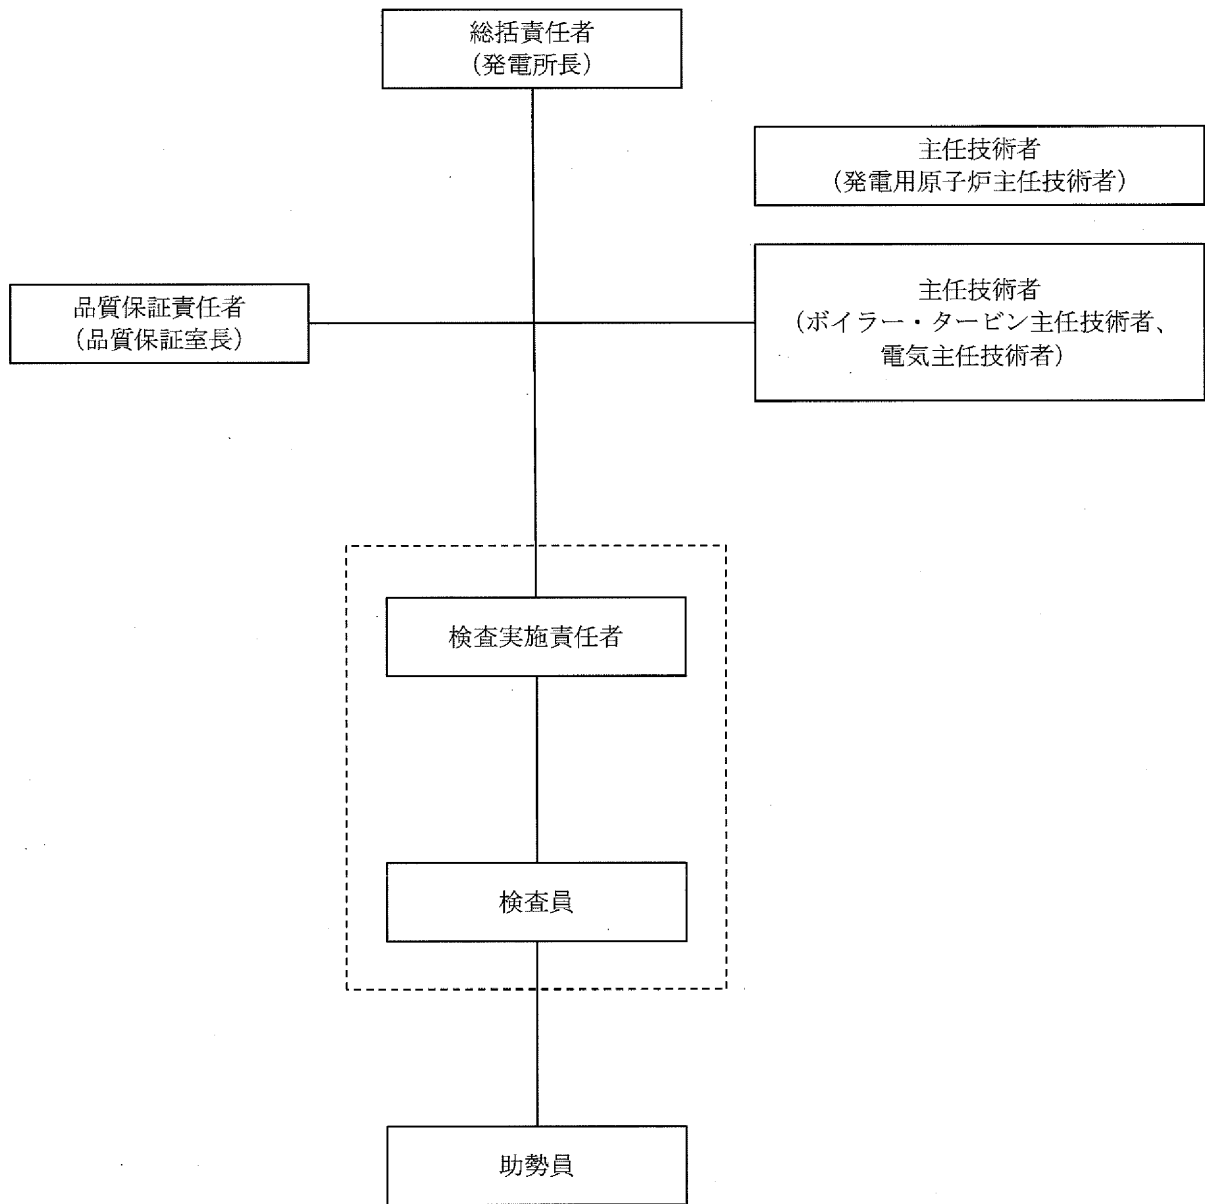 総括責任者
(発電所長)
主任技術者
(発電用原子炉主任技術者)
主任技術者
(ボイラー・タービン主任技術者、
電気主任技術者)
品質保証責任者
(品質保証室長)
検査実施責任者
検査員
助勢員